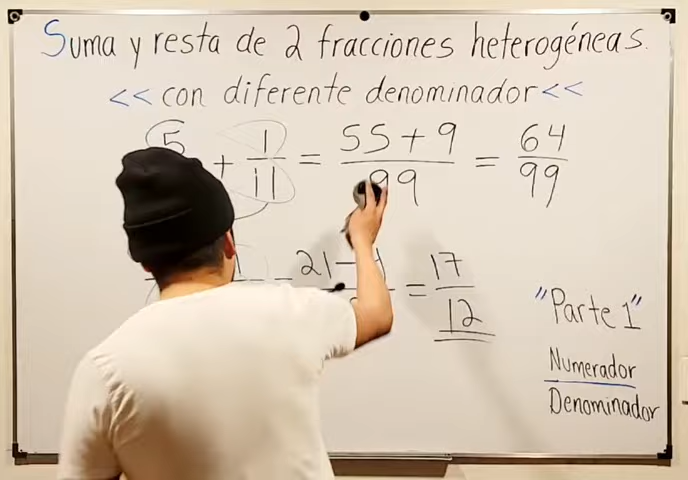 Suma y resta de 2 fracciones heterogéneas.
<< con diferente denominador <<
5 + 1/11 = 55 + 9/99 = 64/99
21 - = 17/12
"Parte 1"
Numerador
Denominador